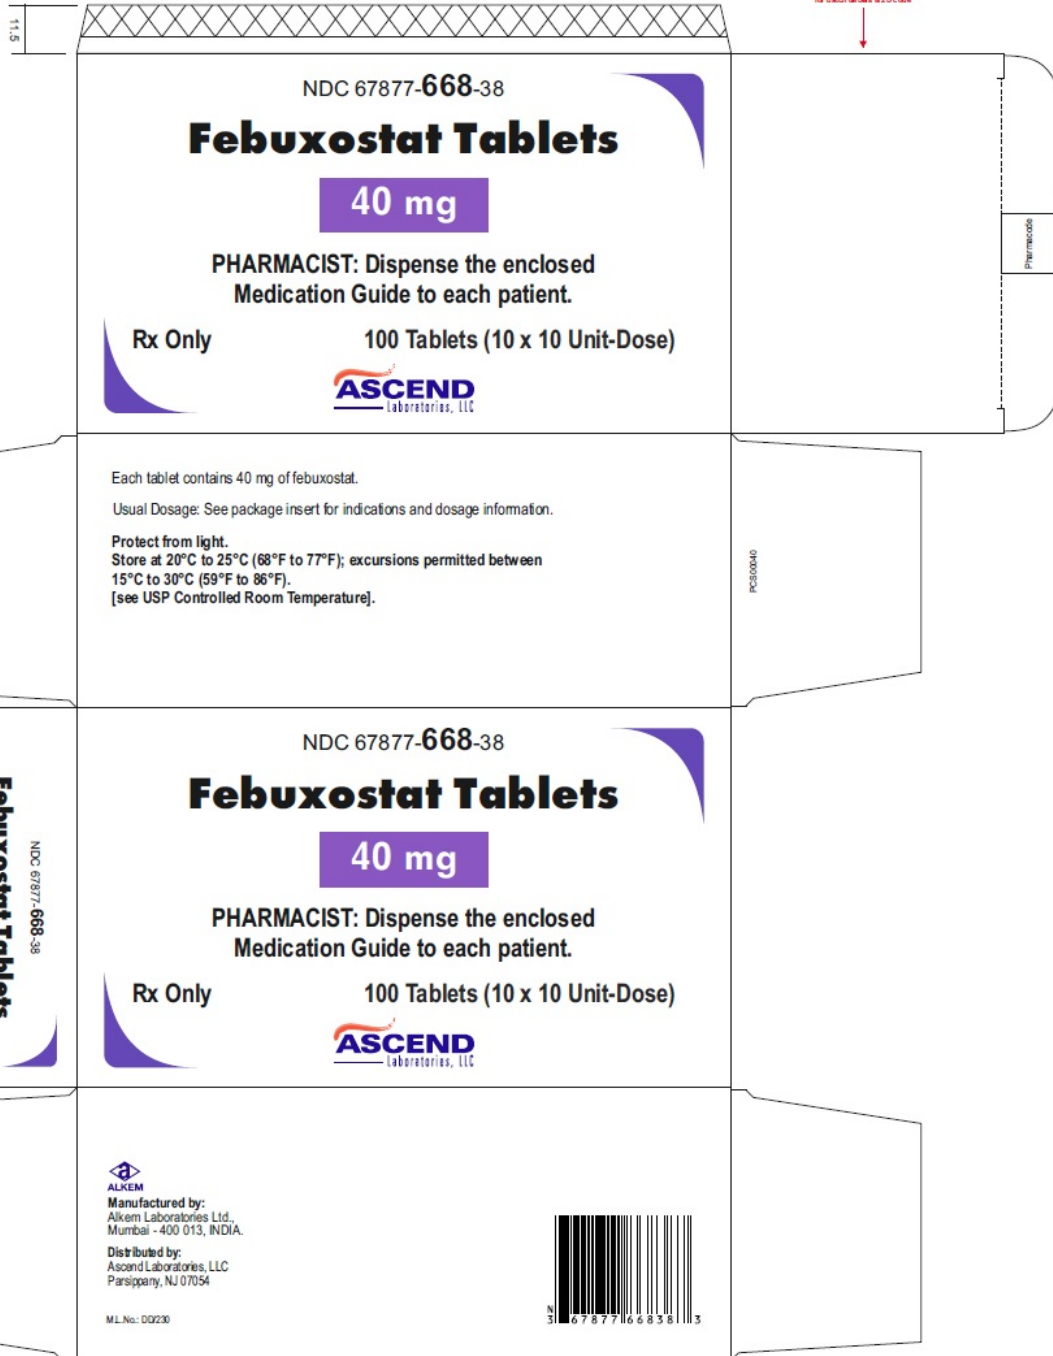 11.5
NDC 67877-668-38
Febuxostat Tablets
40 mg
PHARMACIST: Dispense the enclosed
Medication Guide to each patient.
Rx Only 100 Tablets (10 x 10 Unit-Dose)
ASCEND
Laboratories, LLC
Pharmacode
Each tablet contains 40 mg of febuxostat.
Usual Dosage: See package insert for indications and dosage information.
Protect from light.
Store at 20°C to 25°C (68°F to 77°F); excursions permitted between
15°C to 30°C (59°F to 86°F).
[see USP Controlled Room Temperature].
PCS00040
NDC 67877-668-38
Febuxostat Tablets
40 mg
PHARMACIST: Dispense the enclosed
Medication Guide to each patient.
Rx Only 100 Tablets (10 x 10 Unit-Dose)
ASCEND
Laboratories, LLC
NDC 67877-668-38
Febuxostat Tablets
a
ALKEM
Manufactured by:
Alkem Laboratories Ltd.,
Mumbai - 400 013, INDIA.
Distributed by:
Ascend Laboratories, LLC
Parsippany, NJ 07054
M.L.No.: DD/230
N
3 67877 66838 3